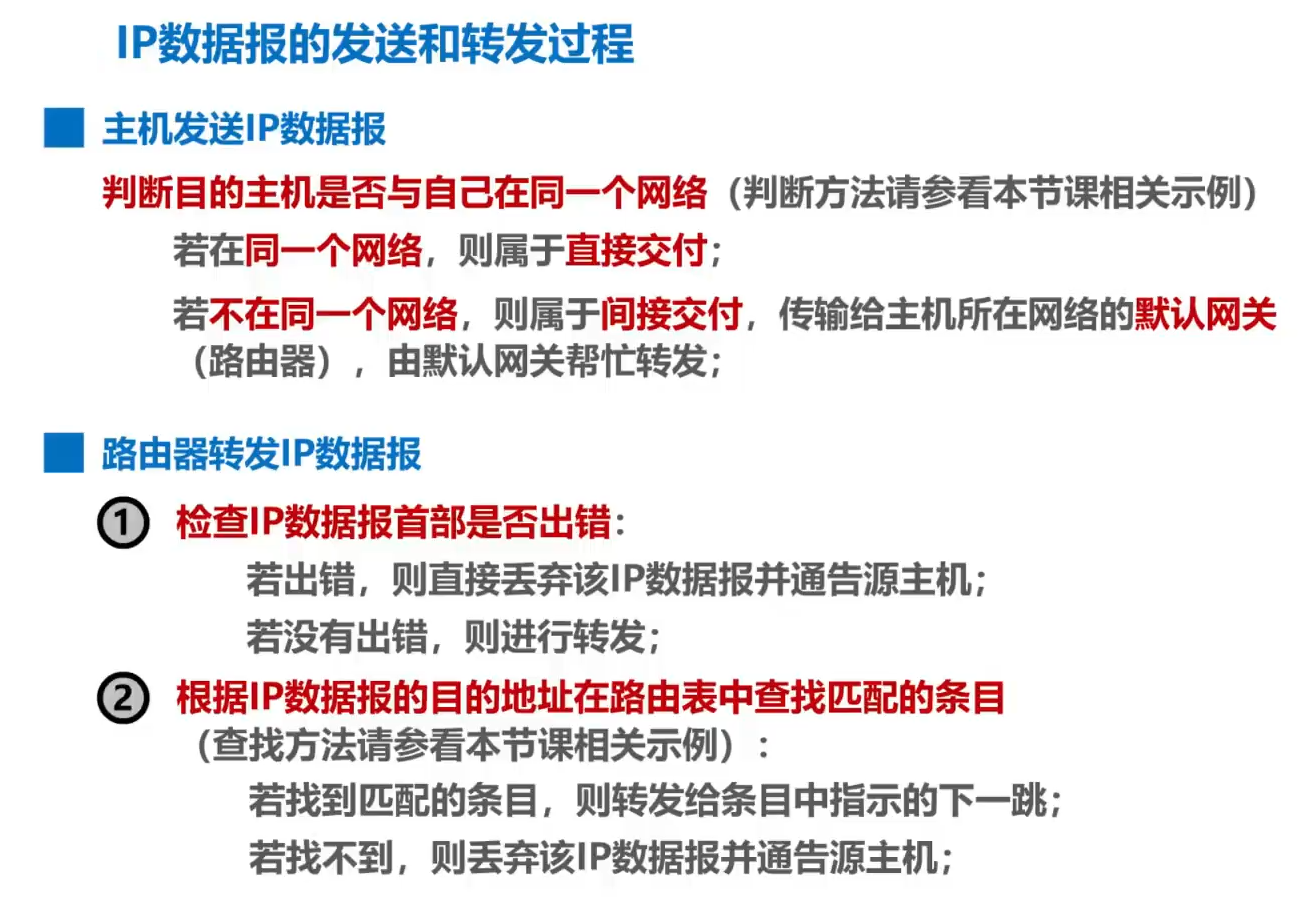 IP数据报的发送和转发过程
主机发送IP数据报
判断目的主机是否与自己在同一个网络（判断方法请参看本节课相关示例）
若在同一个网络，则属于直接交付；
若不在同一个网络，则属于间接交付，传输给主机所在网络的默认网关
（路由器），由默认网关帮忙转发；
路由器转发IP数据报
① 检查IP数据报首部是否出错：
若出错，则直接丢弃该IP数据报并通告源主机；
若没有出错，则进行转发；
② 根据IP数据报的目的地址在路由表中查找匹配的条目
（查找方法请参看本节课相关示例）：
若找到匹配的条目，则转发给条目中指示的下一跳；
若找不到，则丢弃该IP数据报并通告源主机；